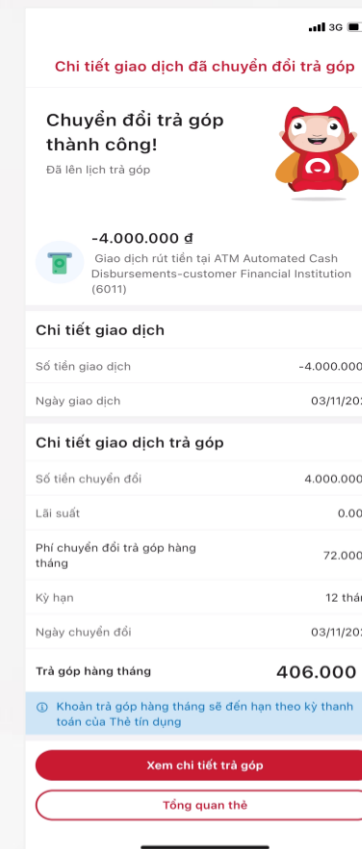 3G
Chi tiết giao dịch đã chuyển đổi trả góp
Chuyển đổi trả góp
thành công!
Đã lên lịch trả góp
-4.000.000 ₫
Giao dịch rút tiền tại ATM Automated Cash
Disbursements-customer Financial Institution
(6011)
Chi tiết giao dịch
Số tiền giao dịch -4.000.000
Ngày giao dịch 03/11/20
Chi tiết giao dịch trả góp
Số tiền chuyển đổi 4.000.000
Lãi suất 0.00
Phí chuyển đổi trả góp hàng
tháng 72.000
Kỳ hạn 12
Ngày chuyển đổi 03/11/20
Trả góp hàng tháng 406.000
Khoản trả góp hàng tháng sẽ đến hạn theo kỳ thanh
toán của Thẻ tín dụng
Xem chi tiết trả góp
Tổng quan thẻ